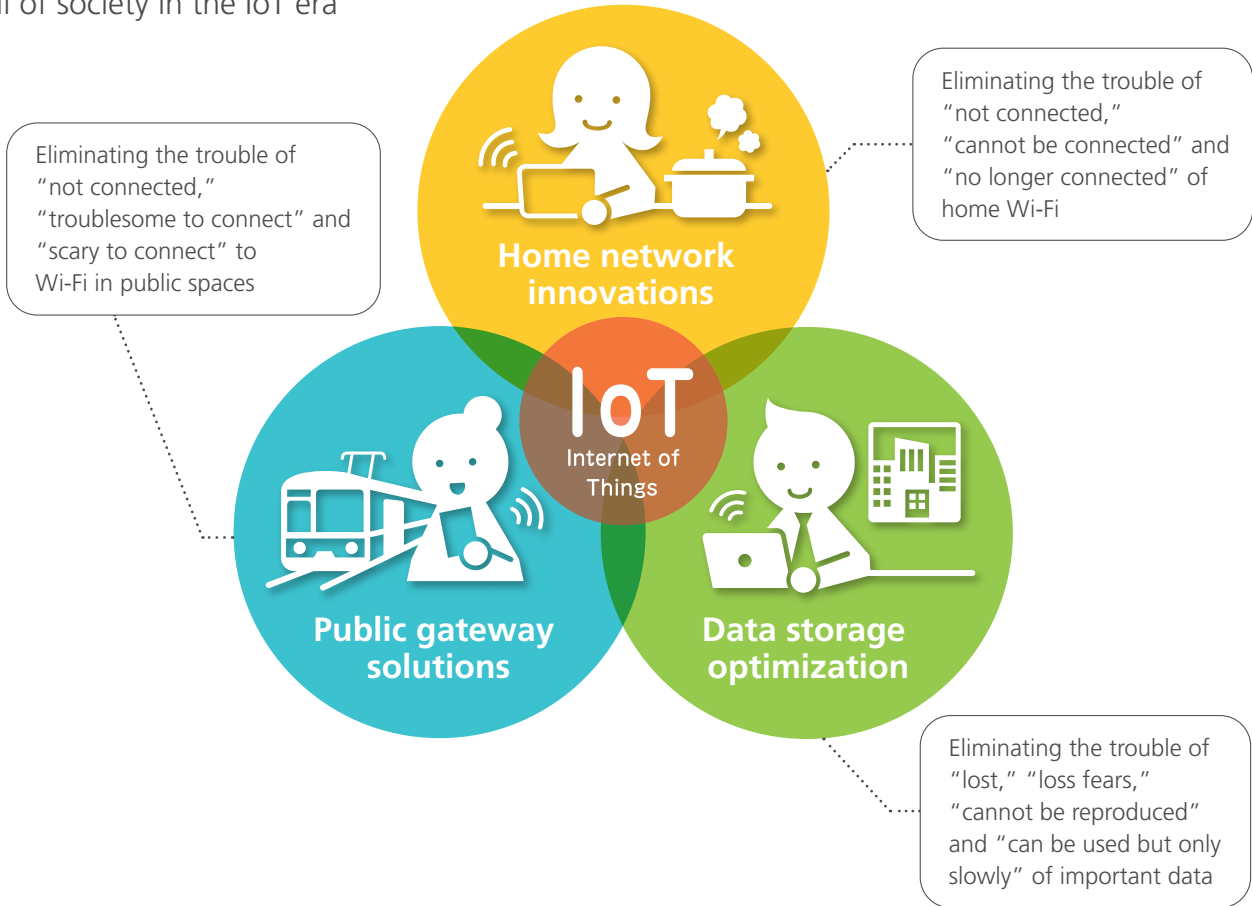 of society in the IoT era
Eliminating the trouble of
“not connected,”
“cannot be connected” and
“no longer connected” of
home Wi-Fi
Eliminating the trouble of
“not connected,”
“troublesome to connect” and
“scary to connect” to
Wi-Fi in public spaces
Home network
innovations
IoT
Internet of
Things
Public gateway
solutions
Data storage
optimization
Eliminating the trouble of
“lost,” “loss fears,”
“cannot be reproduced”
and “can be used but only
slowly” of important data